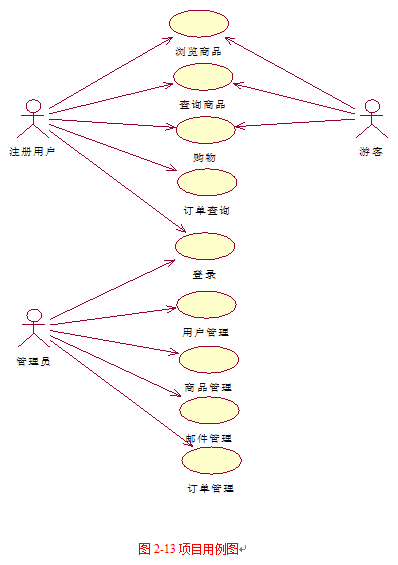 浏览商品
查询商品
注册用户
游客
购物
订单查询
登录
用户管理
管理员
商品管理
邮件管理
订单管理
图 2-13 项目用例图↵